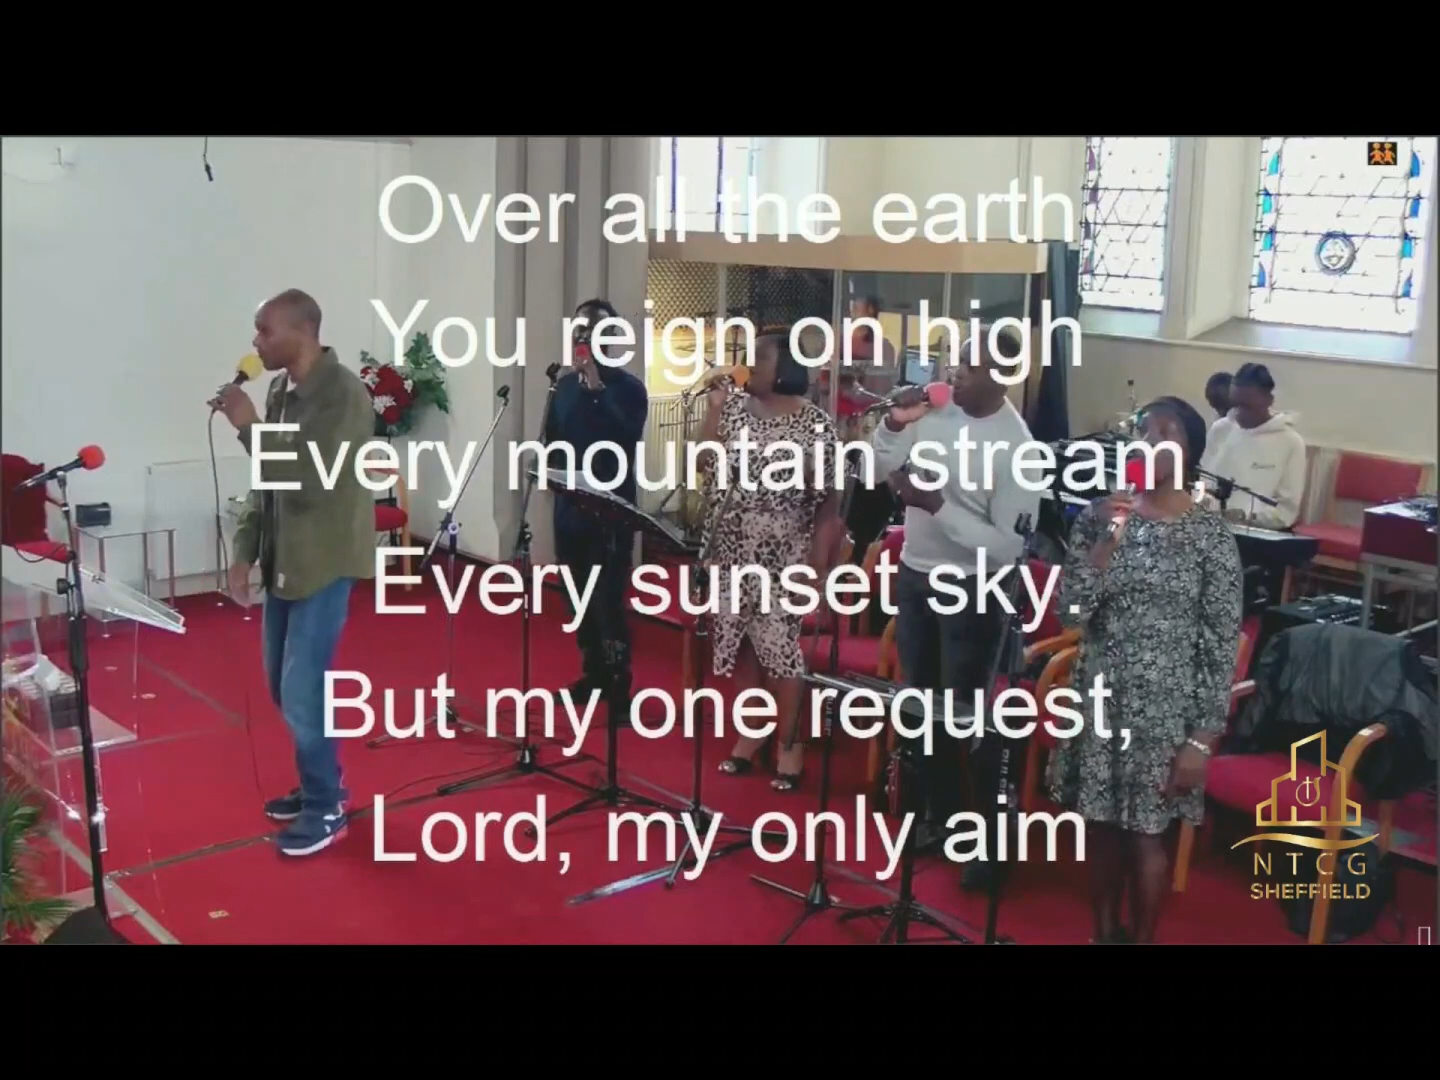 Over all the earth
You reign on high
Every mountain stream,
Every sunset sky.
But my one request,
Lord, my only aim
NTCG
SHEFFIELD